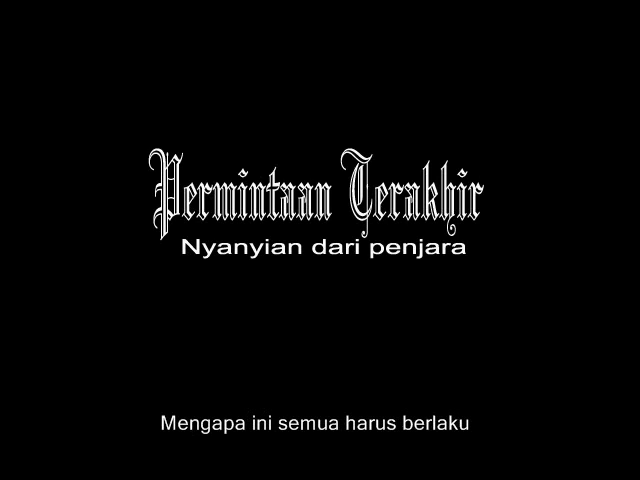 Permintaan Terakhir
Nyanyian dari penjara
Mengapa ini semua harus berlaku